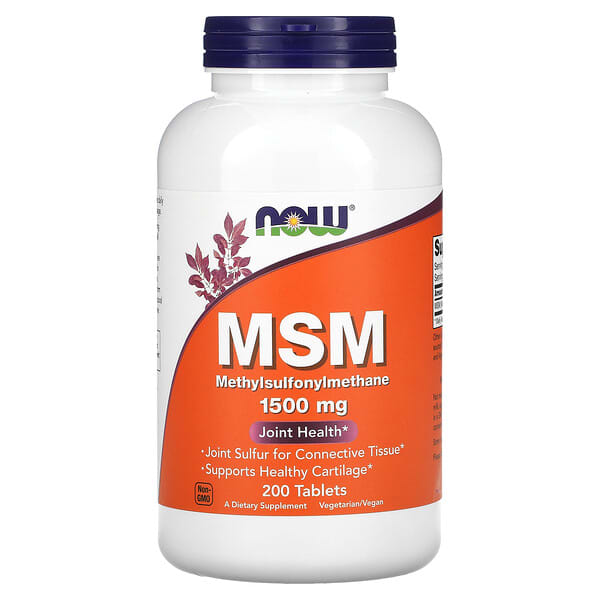 NOW®
MSM
Methylsulfonylmethane
1500 mg
Joint Health*
• Joint Sulfur for Connective Tissue*
• Supports Healthy Cartilage*
200 Tablets
Non-
GMO
A Dietary Supplement Vegetarian/Vegan